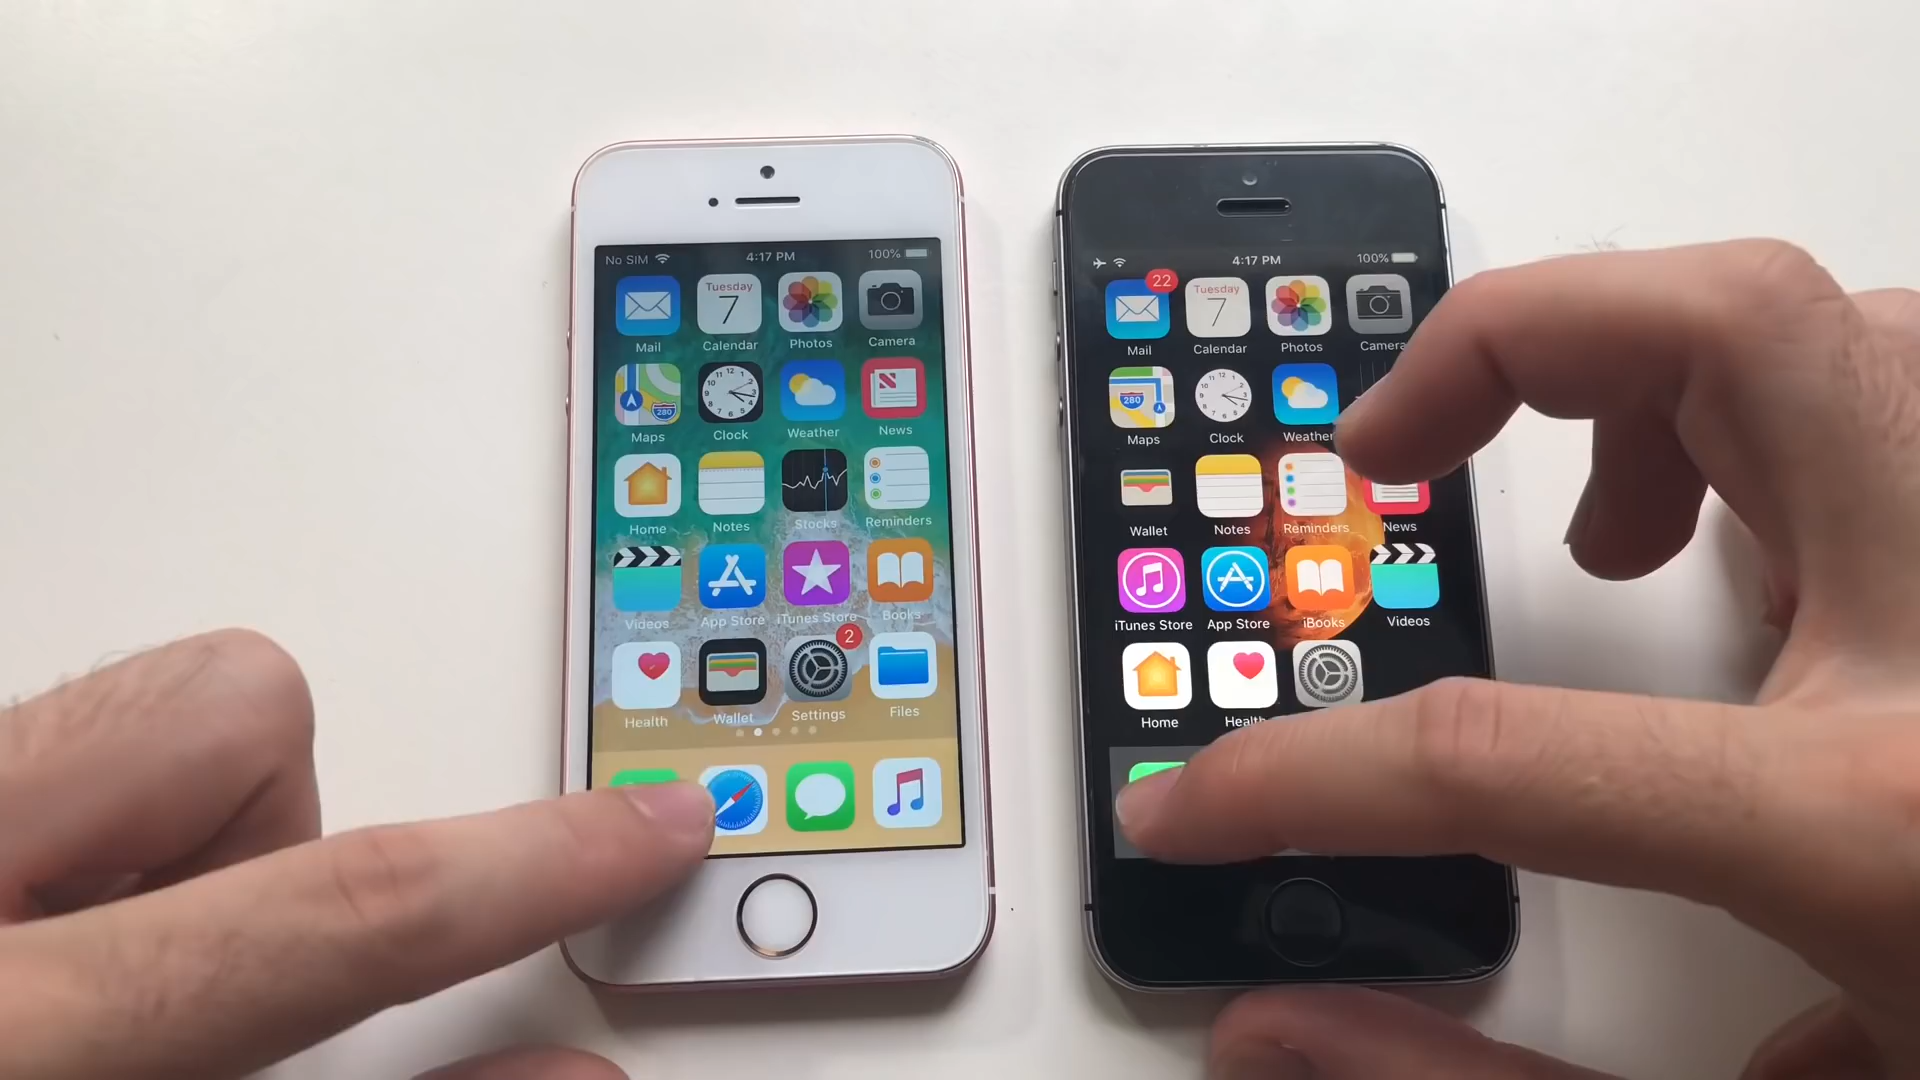 No SIM 4:17 PM 100%
Tuesday
7
Mail Calendar Photos Camera
280
Maps Clock Weather News
Home Notes Stocks Reminders
Videos App Store iTunes Store Books
2
Health Wallet Settings Files
4:17 PM 100%
22
Tuesday
7
Mail Calendar Photos Camera
280
Maps Clock Weather
Wallet Notes Reminders News
iTunes Store App Store iBooks Videos
Home Health